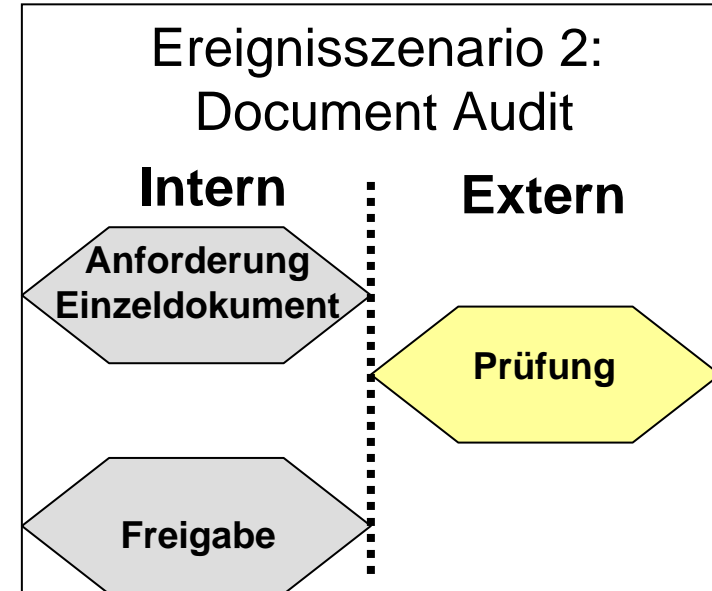 Ereignisszenario 2:
Document Audit
Intern
Extern
Anforderung
Einzeldokument
Prüfung
Freigabe